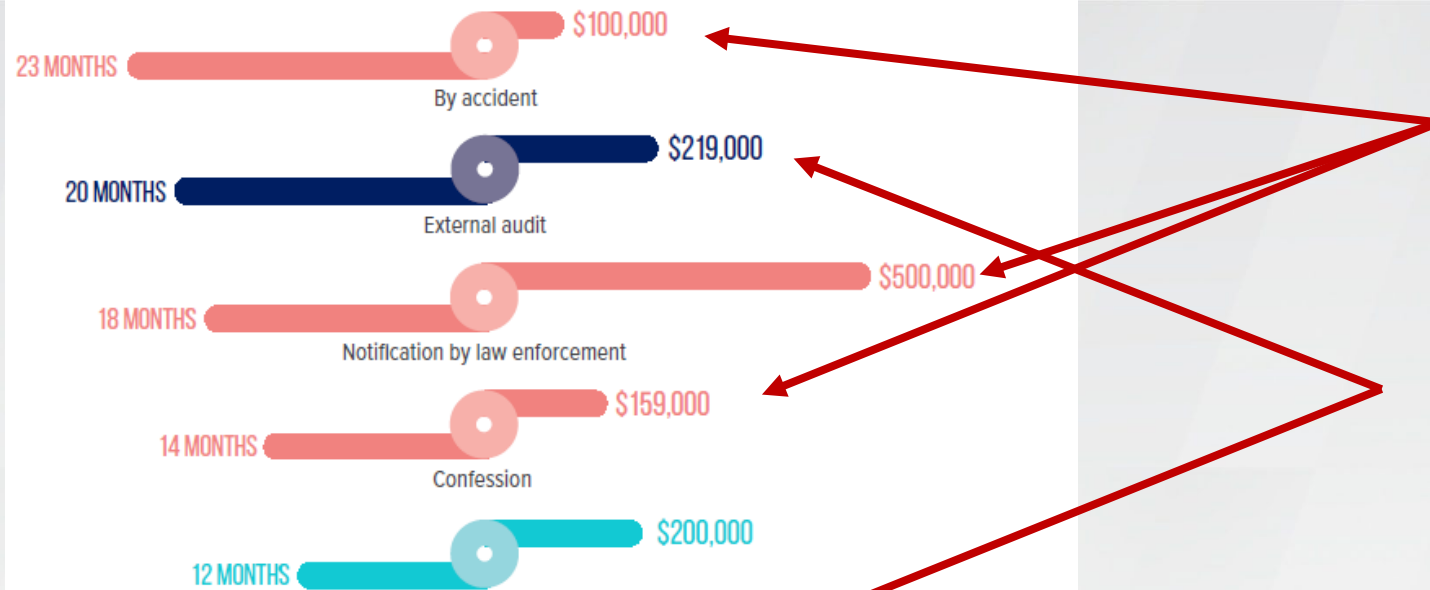 $100,000
23 MONTHS
By accident
$219,000
20 MONTHS
External audit
$500,000
18 MONTHS
Notification by law enforcement
$159,000
14 MONTHS
Confession
$200,000
12 MONTHS